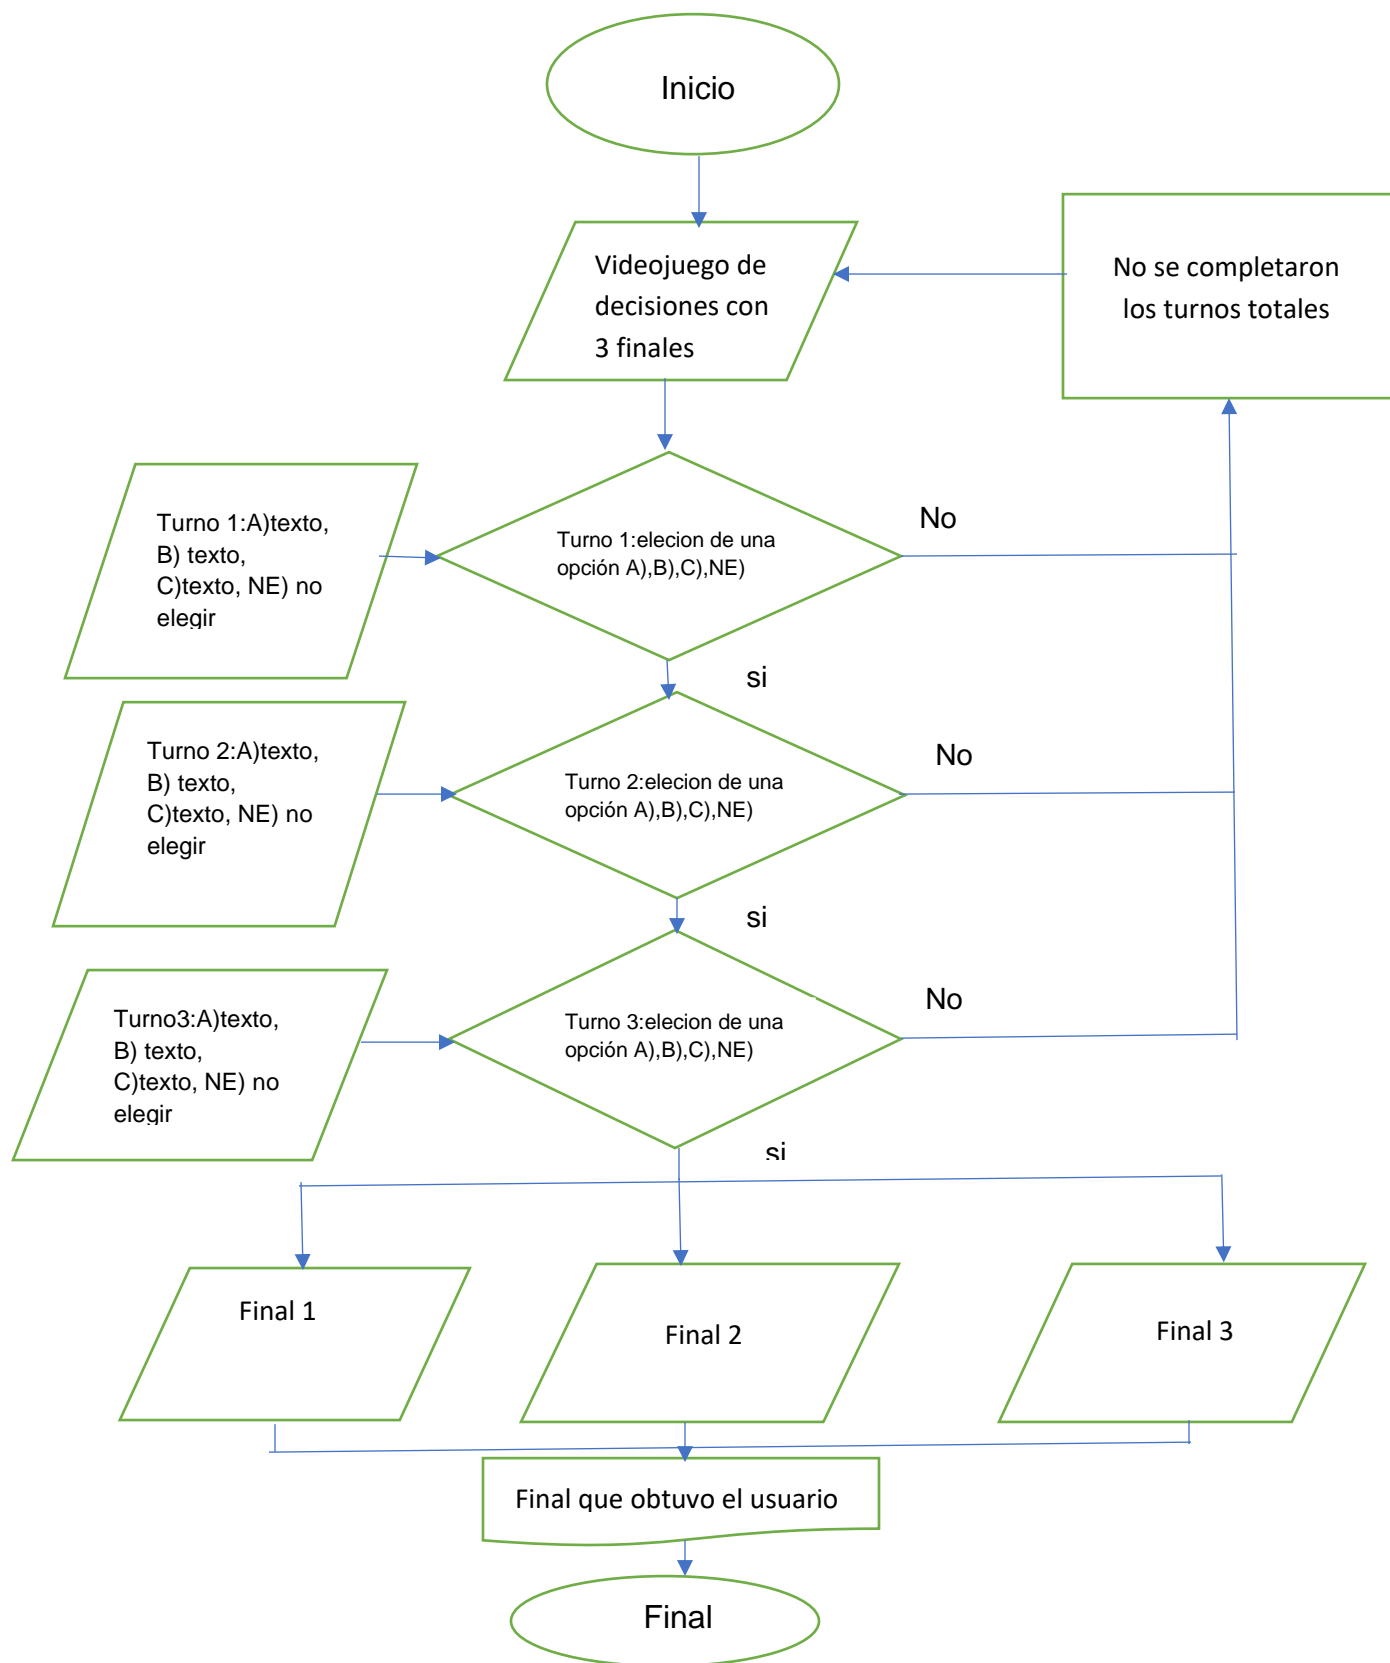 Inicio
Videojuego de
decisiones con
3 finales
No se completaron
los turnos totales
Turno 1:A)texto,
B) texto,
C)texto, NE) no
elegir
Turno 1:elecion de una
opción A),B),C),NE)
No
si
Turno 2:A)texto,
B) texto,
C)texto, NE) no
elegir
Turno 2:elecion de una
opción A),B),C),NE)
No
si
Turno3:A)texto,
B) texto,
C)texto, NE) no
elegir
Turno 3:elecion de una
opción A),B),C),NE)
No
si
Final 1
Final 2
Final 3
Final que obtuvo el usuario
Final